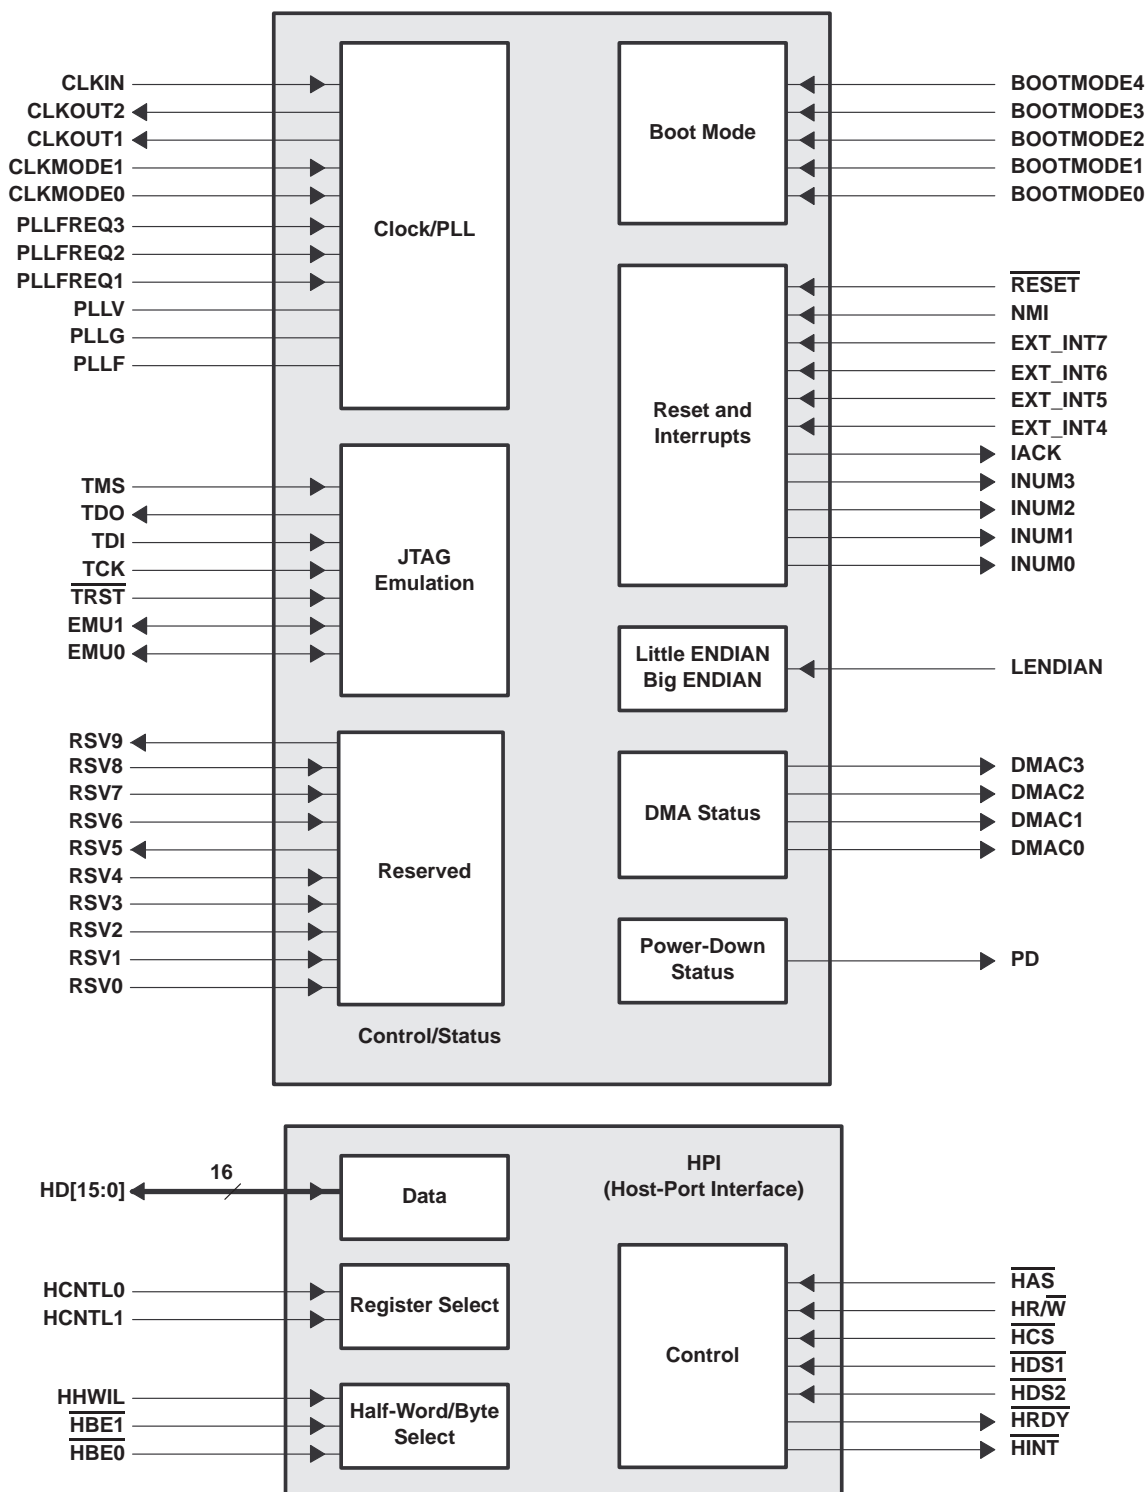 CLKIN
CLKOUT2
CLKOUT1
CLKMODE1
CLKMODE0
PLLFREQ3
PLLFREQ2
PLLFREQ1
PLLV
PLLG
PLLF
Clock/PLL
Boot Mode
BOOTMODE4
BOOTMODE3
BOOTMODE2
BOOTMODE1
BOOTMODE0
Reset and
Interrupts
RESET
NMI
EXT_INT7
EXT_INT6
EXT_INT5
EXT_INT4
IACK
INUM3
INUM2
INUM1
INUM0
TMS
TDO
TDI
TCK
TRST
EMU1
EMU0
JTAG
Emulation
Little ENDIAN
Big ENDIAN
LENDIAN
RSV9
RSV8
RSV7
RSV6
RSV5
RSV4
RSV3
RSV2
RSV1
RSV0
Reserved
DMA Status
DMAC3
DMAC2
DMAC1
DMAC0
Power-Down
Status
PD
Control/Status
HD[15:0]
16
Data
HPI
(Host-Port Interface)
HCNTL0
HCNTL1
Register Select
HHWIL
HBE1
HBE0
Half-Word/Byte
Select
Control
HAS
HR/W
HCS
HDS1
HDS2
HRDY
HINT